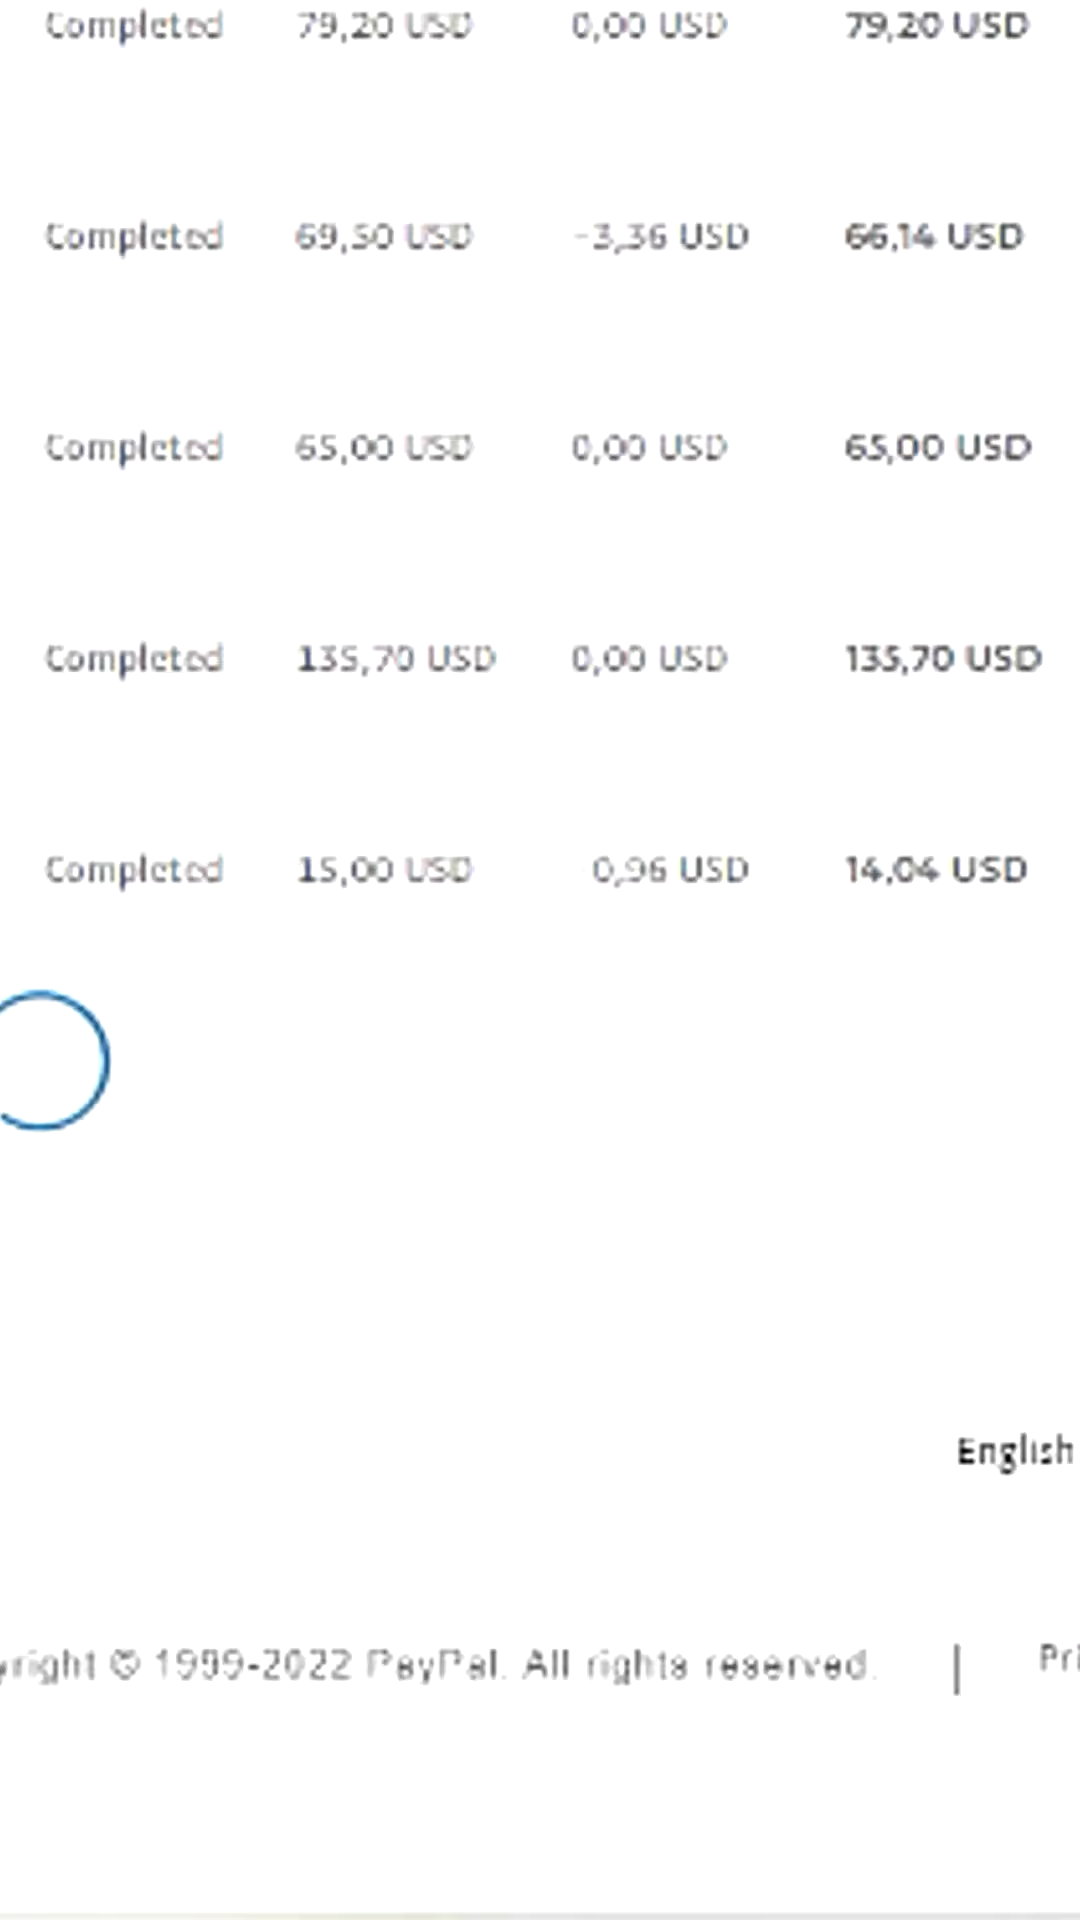 Completed 79,20 USD 0,00 USD 79,20 USD
Completed 69,50 USD -3,36 USD 66,14 USD
Completed 65,00 USD 0,00 USD 65,00 USD
Completed 135,70 USD 0,00 USD 135,70 USD
Completed 15,00 USD 0,96 USD 14,04 USD
English
yright © 1999-2022 PayPal. All rights reserved. | Pri